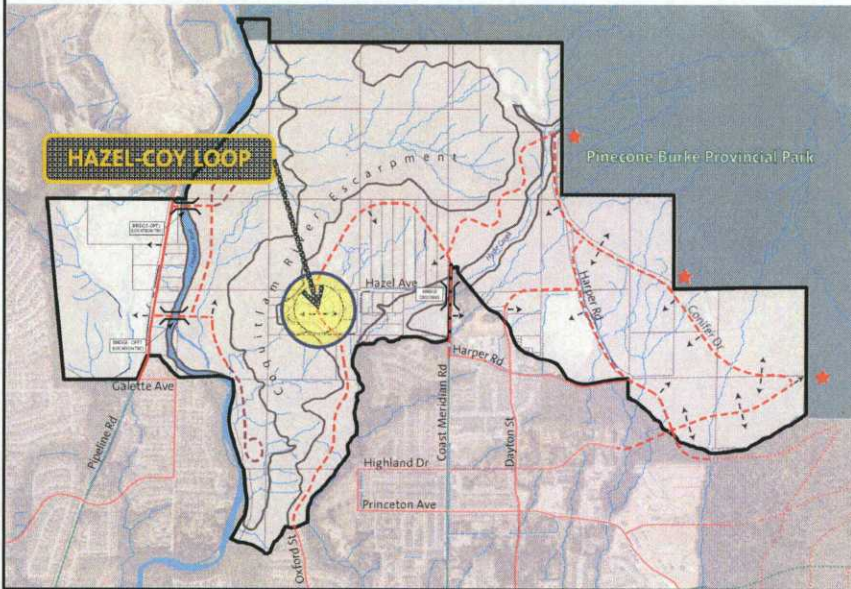 HAZEL-COY LOOP
Pinecone Burke Provincial Park
Coquitlam River Escarpment
Hazel Ave
Harper Rd
Conifer Dr
Galette Ave
Pipeline Rd
Harper Rd
Coast Meridian Rd
Dayton St
Highland Dr
Princeton Ave
Oxford St